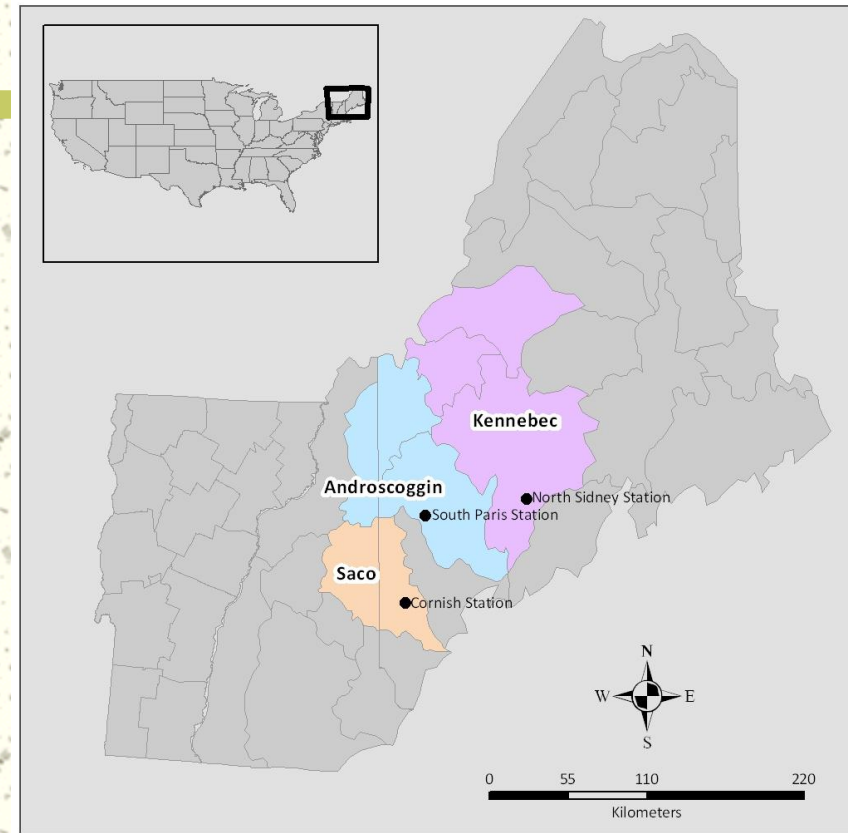 Kennebec
Androscoggin
North Sidney Station
South Paris Station
Saco
Cornish Station
N
W E
S
0 55 110 220
Kilometers